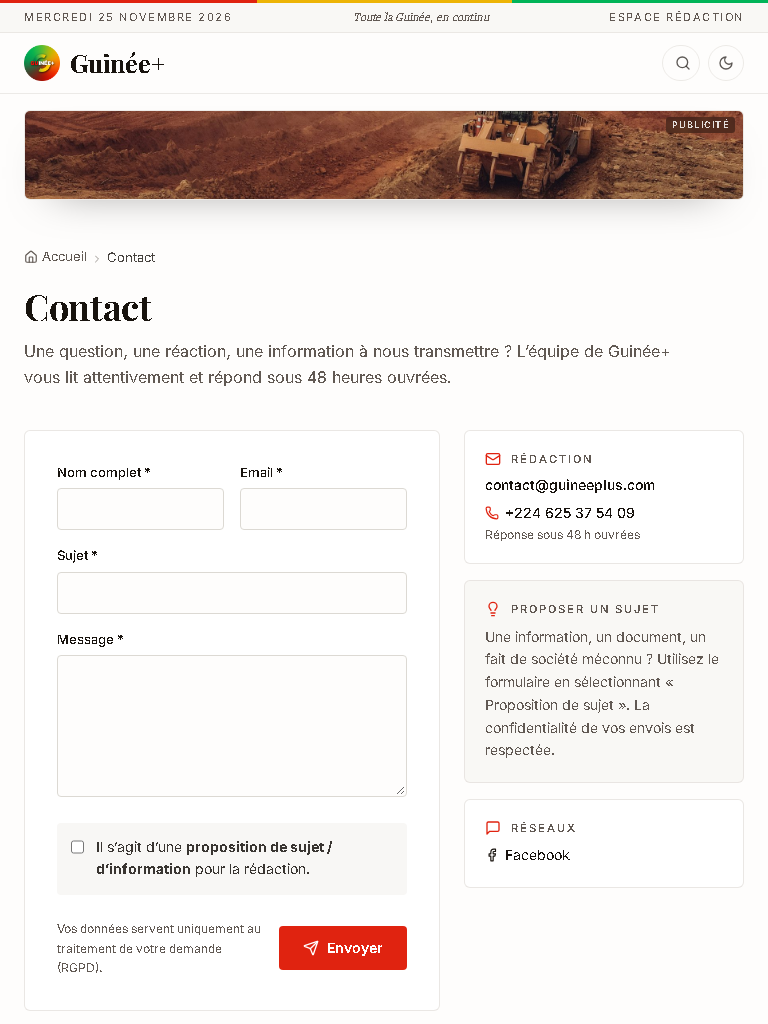 MERCREDI 25 NOVEMBRE 2026
Toute la Guinée, en continu
ESPACE RÉDACTION
Guinée+
PUBLICITÉ
Accueil
Contact
Contact
Une question, une réaction, une information à nous transmettre ? L’équipe de Guinée+
vous lit attentivement et répond sous 48 heures ouvrées.
Nom complet *
Email *
Sujet *
Message *
Il s’agit d’une proposition de sujet /
d’information pour la rédaction.
Vos données servent uniquement au
traitement de votre demande
(RGPD).
Envoyer
RÉDACTION
contact@guineeplus.com
+224 625 37 54 09
Réponse sous 48 h ouvrées
PROPOSER UN SUJET
Une information, un document, un
fait de société méconnu ? Utilisez le
formulaire en sélectionnant «
Proposition de sujet ». La
confidentialité de vos envois est
respectée.
RÉSEAUX
Facebook